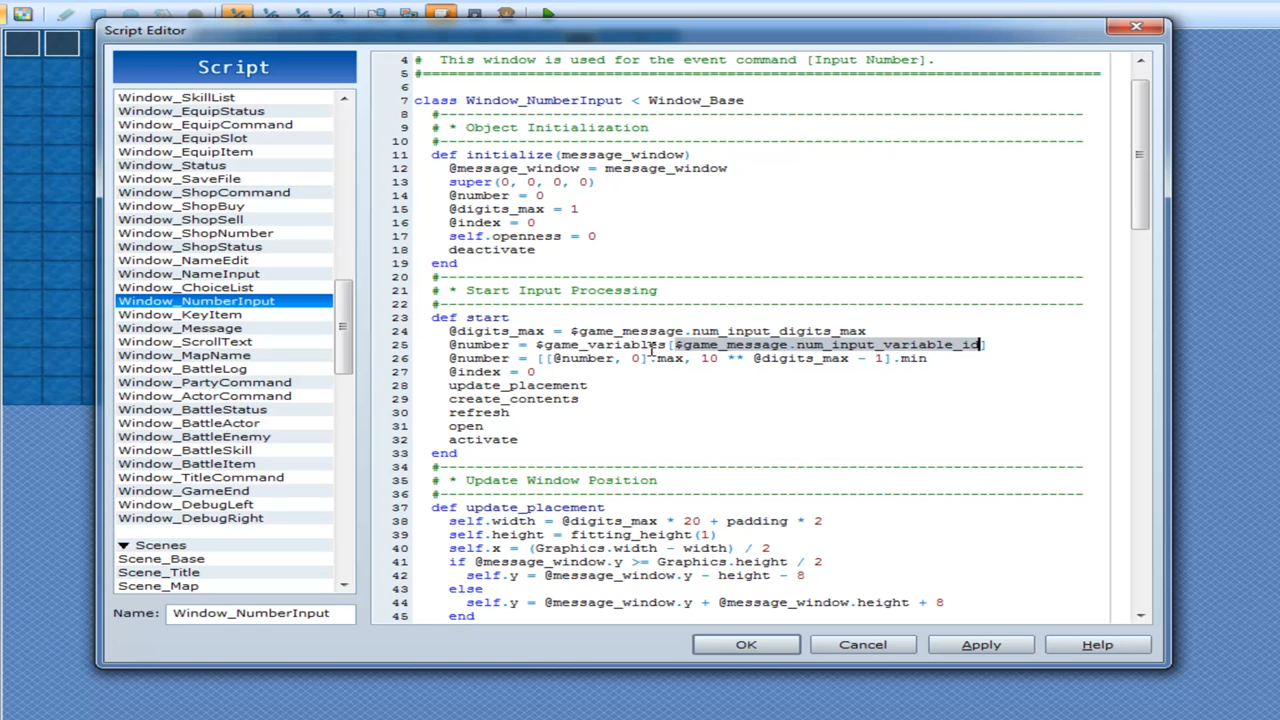 Script Editor
Script
Window_SkillList
Window_EquipStatus
Window_EquipCommand
Window_EquipSlot
Window_EquipItem
Window_Status
Window_SaveFile
Window_ShopCommand
Window_ShopBuy
Window_ShopSell
Window_ShopNumber
Window_ShopStatus
Window_NameEdit
Window_NameInput
Window_ChoiceList
Window_NumberInput
Window_KeyItem
Window_Message
Window_ScrollText
Window_MapName
Window_BattleLog
Window_PartyCommand
Window_ActorCommand
Window_BattleStatus
Window_BattleActor
Window_BattleEnemy
Window_BattleSkill
Window_BattleItem
Window_TitleCommand
Window_GameEnd
Window_DebugLeft
Window_DebugRight
▼ Scenes
Scene_Base
Scene_Title
Scene_Map
Name: Window_NumberInput
4 #  This window is used for the event command [Input Number].
5 #==============================================================================
6
7 class Window_NumberInput < Window_Base
8   #--------------------------------------------------------------------------
9   # * Object Initialization
10   #--------------------------------------------------------------------------
11   def initialize(message_window)
12     @message_window = message_window
13     super(0, 0, 0, 0)
14     @number = 0
15     @digits_max = 1
16     @index = 0
17     self.openness = 0
18     deactivate
19   end
20   #--------------------------------------------------------------------------
21   # * Start Input Processing
22   #--------------------------------------------------------------------------
23   def start
24     @digits_max = $game_message.num_input_digits_max
25     @number = $game_variables[$game_message.num_input_variable_id]
26     @number = [[@number, 0].max, 10 ** @digits_max - 1].min
27     @index = 0
28     update_placement
29     create_contents
30     refresh
31     open
32     activate
33   end
34   #--------------------------------------------------------------------------
35   # * Update Window Position
36   #--------------------------------------------------------------------------
37   def update_placement
38     self.width = @digits_max * 20 + padding * 2
39     self.height = fitting_height(1)
40     self.x = (Graphics.width - width) / 2
41     if @message_window.y >= Graphics.height / 2
42       self.y = @message_window.y - height - 8
43     else
44       self.y = @message_window.y + @message_window.height + 8
45     end
OK
Cancel
Apply
Help